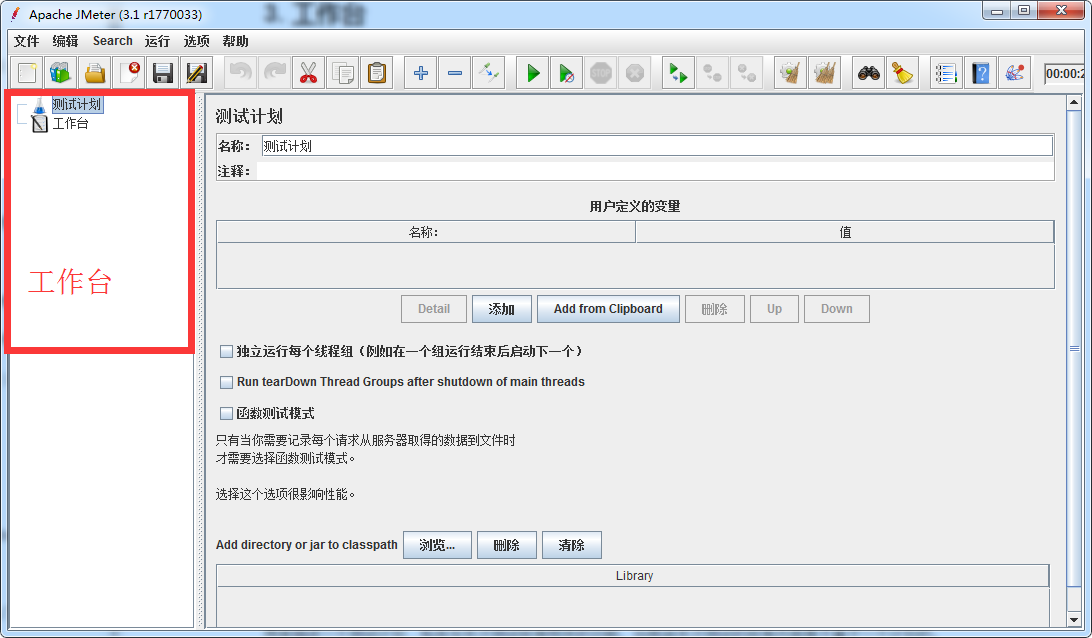 3. 工作台
Apache JMeter (3.1 r1770033)
文件 编辑 Search 运行 选项 帮助
STOP
00:00:2
测试计划
工作台
工作台
测试计划
名称： 测试计划
注释：
用户定义的变量
名称： 值
Detail 添加 Add from Clipboard 删除 Up Down
独立运行每个线程组（例如在一个组运行结束后启动下一个）
Run tearDown Thread Groups after shutdown of main threads
函数测试模式
只有当你需要记录每个请求从服务器取得的数据到文件时
才需要选择函数测试模式。
选择这个选项很影响性能。
Add directory or jar to classpath 浏览... 删除 清除
Library